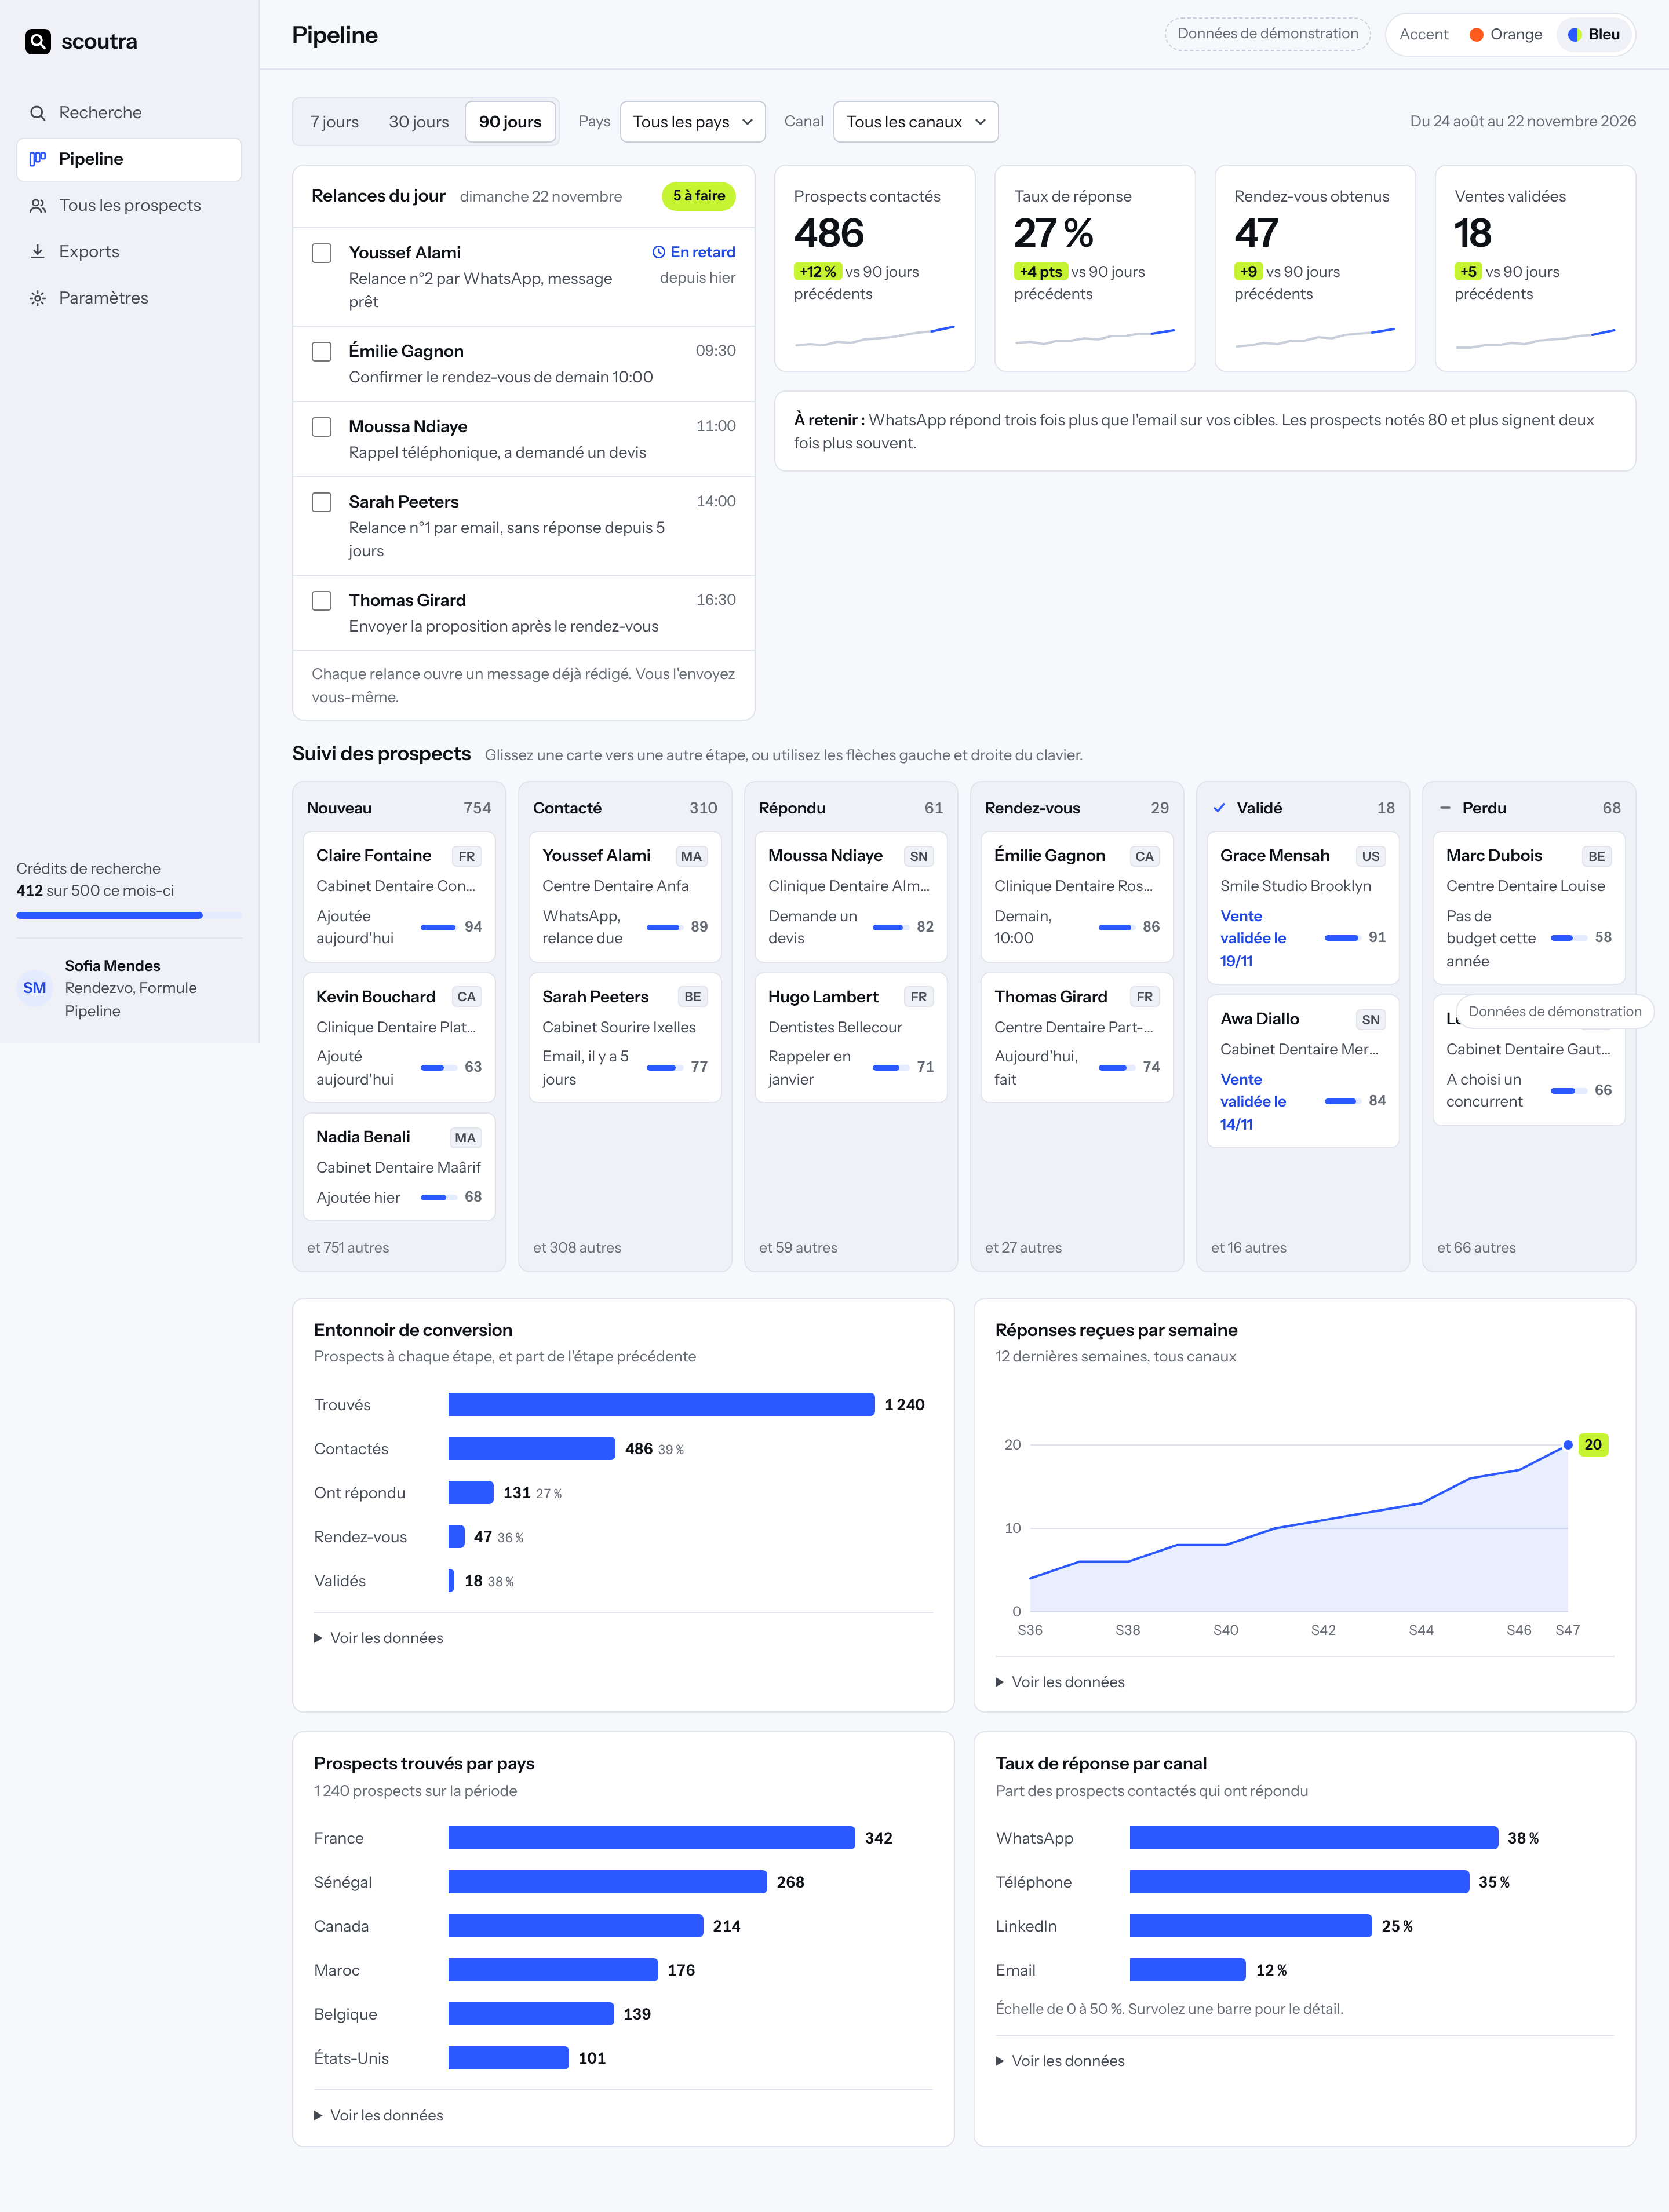 scoutra
Recherche
Pipeline
Tous les prospects
Exports
Paramètres
Crédits de recherche
412 sur 500 ce mois-ci
SM
Sofia Mendes
Rendezvo, Formule
Pipeline
Pipeline
Données de démonstration
Accent
Orange
Bleu
7 jours
30 jours
90 jours
Pays
Tous les pays
Canal
Tous les canaux
Du 24 août au 22 novembre 2026
Relances du jour
dimanche 22 novembre
5 à faire
Youssef Alami
En retard
Relance n°2 par WhatsApp, message
prêt
depuis hier
Émilie Gagnon
09:30
Confirmer le rendez-vous de demain 10:00
Moussa Ndiaye
11:00
Rappel téléphonique, a demandé un devis
Sarah Peeters
14:00
Relance n°1 par email, sans réponse depuis 5
jours
Thomas Girard
16:30
Envoyer la proposition après le rendez-vous
Chaque relance ouvre un message déjà rédigé. Vous l'envoyez
vous-même.
Prospects contactés
486
+12 % vs 90 jours
précédents
Taux de réponse
27 %
+4 pts vs 90 jours
précédents
Rendez-vous obtenus
47
+9 vs 90 jours
précédents
Ventes validées
18
+5 vs 90 jours
précédents
À retenir : WhatsApp répond trois fois plus que l'email sur vos cibles. Les prospects notés 80 et plus signent deux
fois plus souvent.
Suivi des prospects
Glissez une carte vers une autre étape, ou utilisez les flèches gauche et droite du clavier.
Nouveau
754
Claire Fontaine
FR
Cabinet Dentaire Con...
Ajoutée
aujourd'hui
94
Kevin Bouchard
CA
Clinique Dentaire Plat...
Ajouté
aujourd'hui
63
Nadia Benali
MA
Cabinet Dentaire Maârif
Ajoutée hier
68
et 751 autres
Contacté
310
Youssef Alami
MA
Centre Dentaire Anfa
WhatsApp,
relance due
89
Sarah Peeters
BE
Cabinet Sourire Ixelles
Email, il y a 5
jours
77
et 308 autres
Répondu
61
Moussa Ndiaye
SN
Clinique Dentaire Alm...
Demande un
devis
82
Hugo Lambert
FR
Dentistes Bellecour
Rappeler en
janvier
71
et 59 autres
Rendez-vous
29
Émilie Gagnon
CA
Clinique Dentaire Ros...
Demain,
10:00
86
Thomas Girard
FR
Centre Dentaire Part-...
Aujourd'hui,
fait
74
et 27 autres
Validé
18
Grace Mensah
US
Smile Studio Brooklyn
Vente
validée le
19/11
91
Awa Diallo
SN
Cabinet Dentaire Mer...
Vente
validée le
14/11
84
et 16 autres
Perdu
68
Marc Dubois
BE
Centre Dentaire Louise
Pas de
budget cette
année
58
Données de démonstration
Cabinet Dentaire Gaut...
A choisi un
concurrent
66
et 66 autres
Entonnoir de conversion
Prospects à chaque étape, et part de l'étape précédente
Trouvés
1 240
Contactés
486 39 %
Ont répondu
131 27 %
Rendez-vous
47 36 %
Validés
18 38 %
Voir les données
Réponses reçues par semaine
12 dernières semaines, tous canaux
20
20
10
0
S36 S38 S40 S42 S44 S46 S47
Voir les données
Prospects trouvés par pays
1 240 prospects sur la période
France
342
Sénégal
268
Canada
214
Maroc
176
Belgique
139
États-Unis
101
Voir les données
Taux de réponse par canal
Part des prospects contactés qui ont répondu
WhatsApp
38 %
Téléphone
35 %
LinkedIn
25 %
Email
12 %
Échelle de 0 à 50 %. Survolez une barre pour le détail.
Voir les données